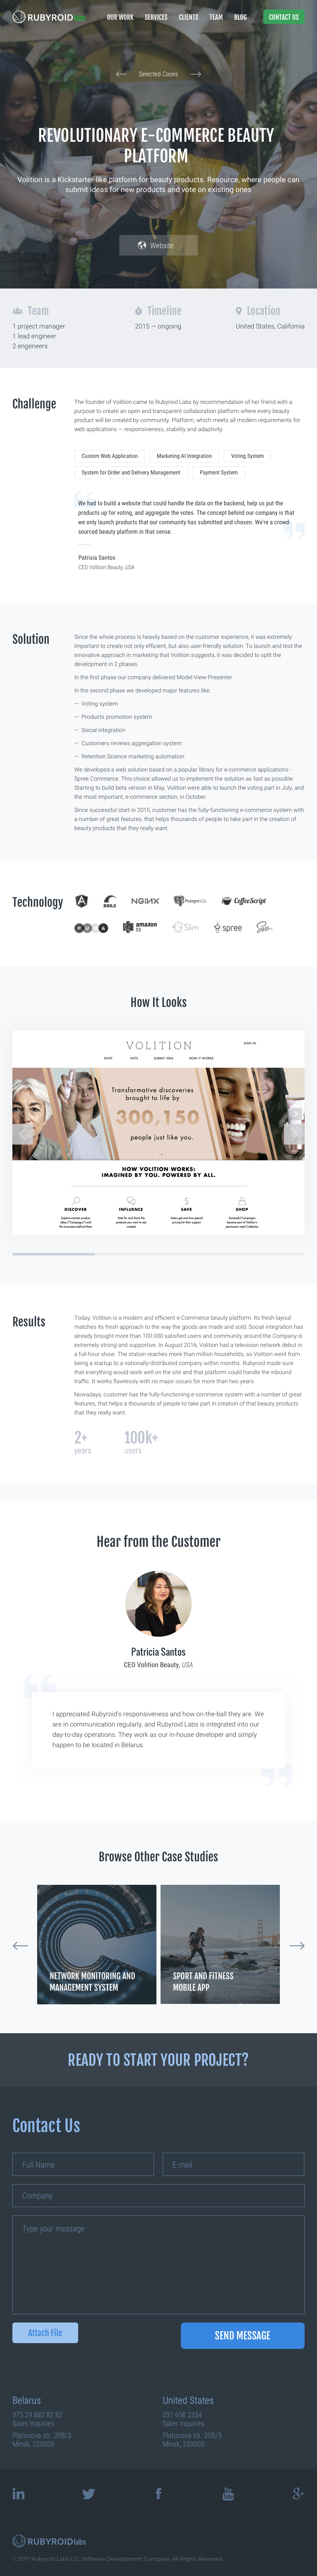 RUBYROID labs
OUR WORK SERVICES CLIENTS TEAM BLOG CONTACT US
Selected Cases
REVOLUTIONARY E-COMMERCE BEAUTY
PLATFORM
Volition is a Kickstarter-like platform for beauty products. Resource, where people can
submit ideas for new products and vote on existing ones
Website
Team
1 project manager
1 lead engineer
2 engeneers
Timeline
2015 — ongoing
Location
United States, California
Challenge
The founder of Volition came to Rubyroid Labs by recommendation of her friend with a
purpose to create an open and transparent collaboration platform where every beauty
product will be created by community. Platform, which meets all modern requirements for
web applications — responsiveness, stability and adaptivity.
Custom Web Application Marketing AI Integration Voting System
System for Order and Delivery Management Payment System
We had to build a website that could handle the data on the backend, help us put the
products up for voting, and aggregate the votes. The concept behind our company is that
we only launch products that our community has submitted and chosen. We're a crowd-
sourced beauty platform in that sense.
Patrisia Santos
CEO Volition Beauty, USA
Solution
Since the whole process is heavily based on the customer experience, it was extremely
important to create not only efficient, but also user-friendly solution. To launch and test the
innovative approach in marketing that Volition suggests, it was decided to split the
development in 2 phases.
In the first phase our company delivered Model-View-Presenter.
In the second phase we developed major features like:
— Voting system
— Products promotion system
— Social integration
— Customers reviews aggregation system
— Retention Science marketing automation
We developed a web solution based on a popular library for e-commerce applications -
Spree Commerce. This choice allowed us to implement the solution as fast as possible.
Starting to build beta version in May, Volition were able to launch the voting part in July, and
the most important, e-commerce section, in October.
Since successful start in 2015, customer has the fully-functioning e-commerce system with
a number of great features, that helps thousands of people to take part in the creation of
beauty products that they really want.
Technology
RAILS NGINX PostgreSQL CoffeeScript
P U M A amazon S3 Slim spree Sass
How It Looks
VOLITION
SIGN IN
SHOP VOTE SUBMIT IDEA HOW IT WORKS
Transformative discoveries
brought to life by
300,150
people just like you.
HOW VOLITION WORKS:
IMAGINED BY YOU. POWERED BY ALL.
DISCOVER INFLUENCE SAVE SHOP
Results
Today, Volition is a modern and efficient e-Commerce beauty platform. Its fresh layout
matches its fresh approach to the way the goods are made and sold. Social integration has
already brought more than 100.000 satisfied users and community around the Company is
extremely strong and supportive. In August 2016, Volition had a television network debut in
a full-hour show. The station reaches more than million households, so Volition went from
being a startup to a nationally-distributed company within months. Rubyroid made sure
that everything would work well on the site and that platform could handle the inbound
traffic. It works flawlessly with no major issues for more than two years.
Nowadays, customer has the fully-functioning e-commerce system with a number of great
features, that helps a thousands of people to take part in creation of that beauty products
that they really want.
2+
years
100k+
users
Hear from the Customer
Patricia Santos
CEO Volition Beauty, USA
I appreciated Rubyroid's responsiveness and how on-the-ball they are. We
are in communication regularly, and Rubyroid Labs is integrated into our
day-to-day operations. They work as our in-house developer and simply
happen to be located in Belarus.
Browse Other Case Studies
NETWORK MONITORING AND
MANAGEMENT SYSTEM
SPORT AND FITNESS
MOBILE APP
READY TO START YOUR PROJECT?
Contact Us
Full Name
E-mail
Company
Type your message
Attach File
SEND MESSAGE
Belarus
375 29 882 82 82
Sales Inquiries
Platonova str. 20B/3
Minsk, 220005
United States
231 658 2334
Sales Inquiries
Platonova str. 20B/3
Minsk, 220005
in f You Tube g+
RUBYROID labs
© 2017 Rubyroid Labs LLC. Software Development Company. All Rights Reserved.